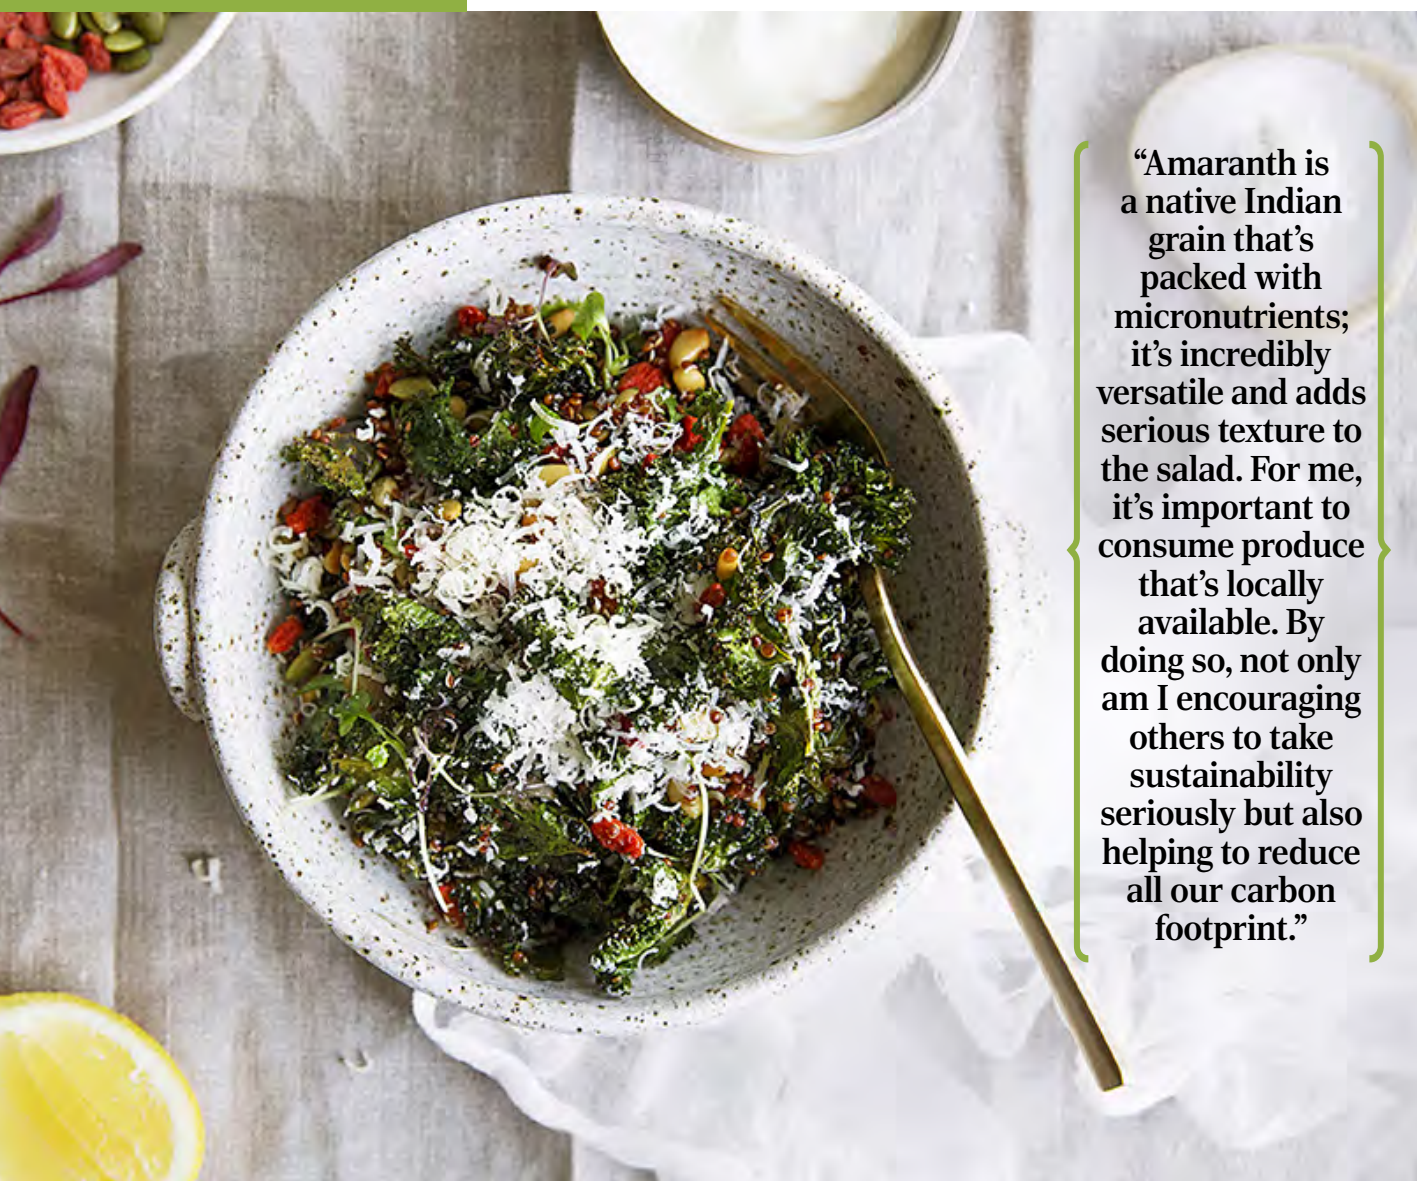 “Amaranth is
a native Indian
grain that’s
packed with
micronutrients;
it’s incredibly
versatile and adds
serious texture to
the salad. For me,
it’s important to
consume produce
that’s locally
available. By
doing so, not only
am I encouraging
others to take
sustainability
seriously but also
helping to reduce
all our carbon
footprint.”